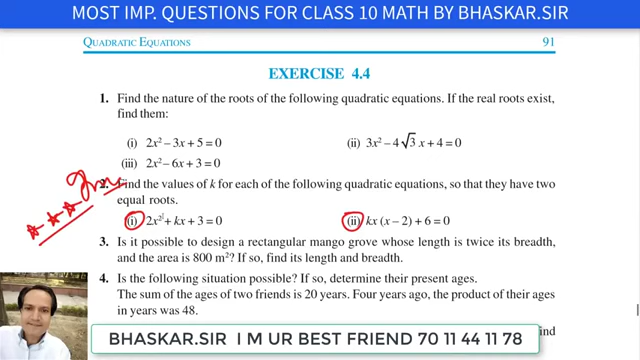 MOST IMP. QUESTIONS FOR CLASS 10 MATH BY BHASKAR.SIR
QUADRATIC EQUATIONS 91
EXERCISE 4.4
1. Find the nature of the roots of the following quadratic equations. If the real roots exist,
find them:
(i) 2x² – 3x + 5 = 0 (ii) 3x² – 4√3 x + 4 = 0
(iii) 2x² – 6x + 3 = 0
2. Find the values of k for each of the following quadratic equations, so that they have two
equal roots.
(i) 2x² + kx + 3 = 0 (ii) kx (x – 2) + 6 = 0
3. Is it possible to design a rectangular mango grove whose length is twice its breadth,
and the area is 800 m²? If so, find its length and breadth.
4. Is the following situation possible? If so, determine their present ages.
The sum of the ages of two friends is 20 years. Four years ago, the product of their ages
in years was 48.
find
BHASKAR.SIR I M UR BEST FRIEND 70 11 44 11 78